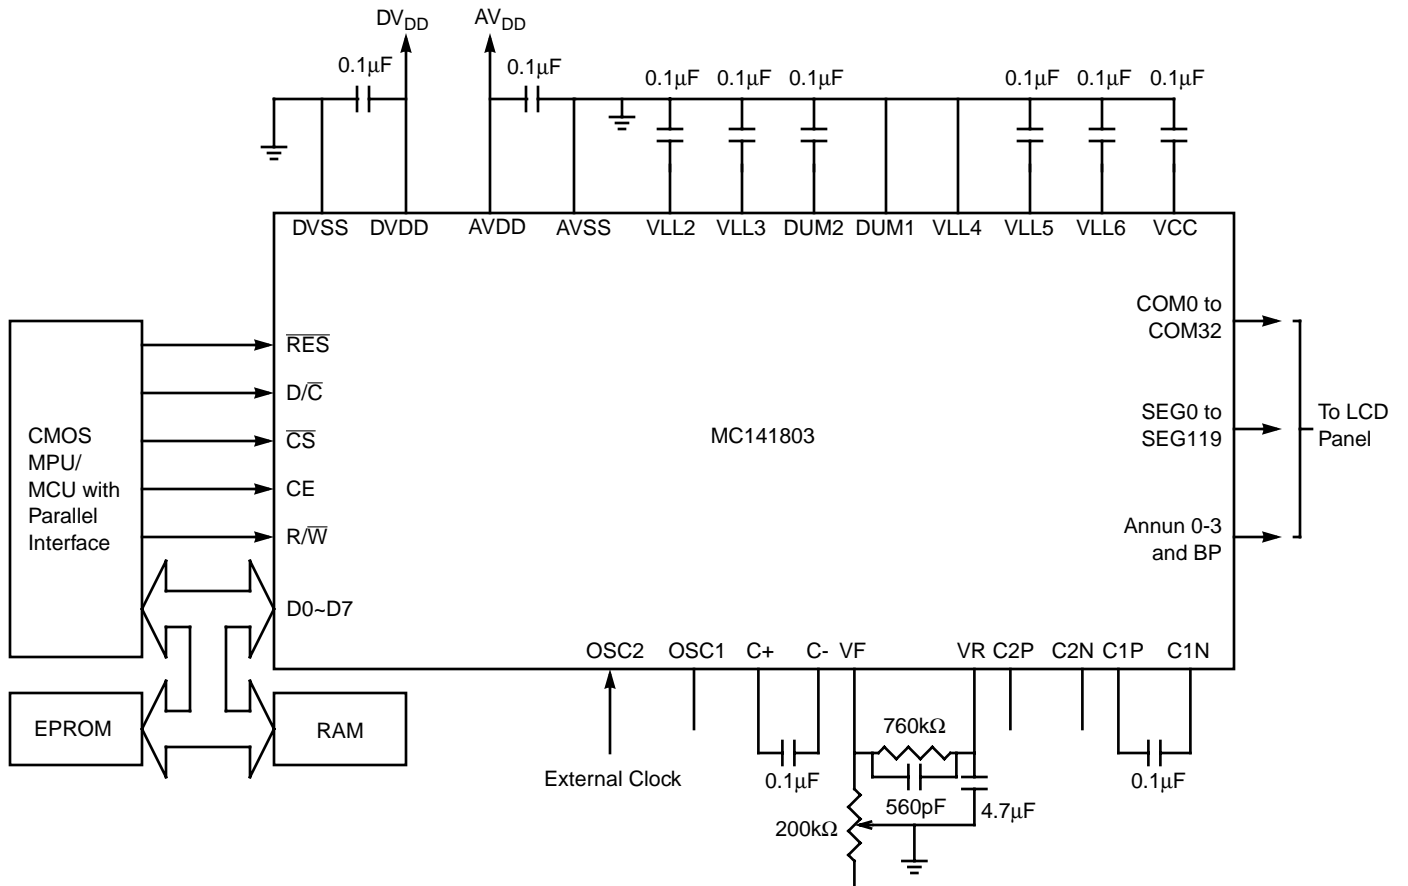 DV_DD AV_DD
0.1µF 0.1µF 0.1µF 0.1µF 0.1µF 0.1µF 0.1µF 0.1µF
DVSS DVDD AVDD AVSS VLL2 VLL3 DUM2 DUM1 VLL4 VLL5 VLL6 VCC
COM0 to
COM32
R̅E̅S̅
D/C̅
CMOS
MPU/
MCU with
Parallel
Interface
C̅S̅
CE
R/W̅
D0~D7
MC141803
SEG0 to
SEG119
To LCD
Panel
Annun 0-3
and BP
OSC2 OSC1 C+ C- VF VR C2P C2N C1P C1N
EPROM
RAM
External Clock
0.1µF
760kΩ
560pF
4.7µF
200kΩ
0.1µF